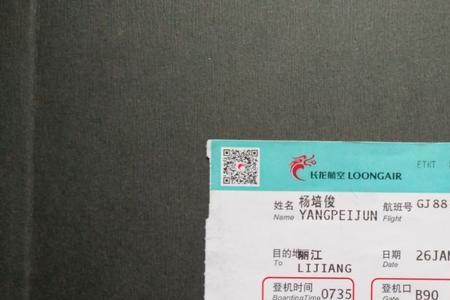 ETKT
长龙航空 LOONGAIR
姓名 杨培俊 航班号 GJ88
Name YANGPEIJUN Flight
目的地 丽江 日期 26JAN
To LIJIANG Date
登机时间 0735 登机口 B90
BoardingTime Gate